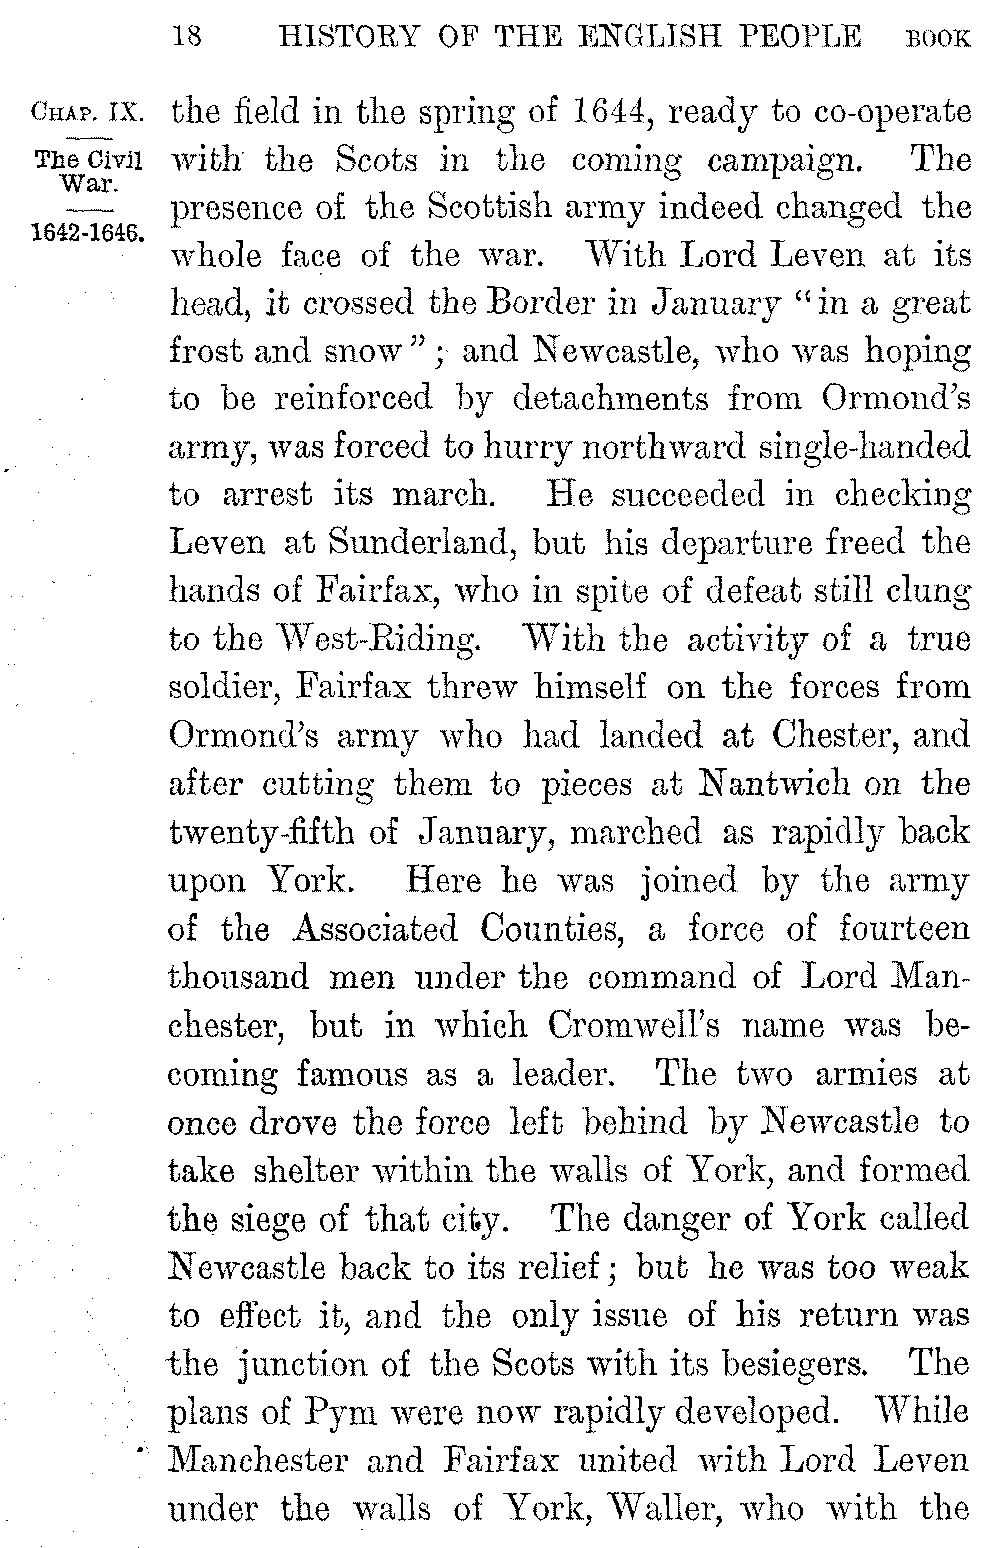 18 HISTORY OF THE ENGLISH PEOPLE BOOK
CHAP. IX.
The Civil
War.
1642-1646.
the field in the spring of 1644, ready to co-operate
with the Scots in the coming campaign. The
presence of the Scottish army indeed changed the
whole face of the war. With Lord Leven at its
head, it crossed the Border in January “in a great
frost and snow”; and Newcastle, who was hoping
to be reinforced by detachments from Ormond’s
army, was forced to hurry northward single-handed
to arrest its march. He succeeded in checking
Leven at Sunderland, but his departure freed the
hands of Fairfax, who in spite of defeat still clung
to the West-Riding. With the activity of a true
soldier, Fairfax threw himself on the forces from
Ormond’s army who had landed at Chester, and
after cutting them to pieces at Nantwich on the
twenty-fifth of January, marched as rapidly back
upon York. Here he was joined by the army
of the Associated Counties, a force of fourteen
thousand men under the command of Lord Man-
chester, but in which Cromwell’s name was be-
coming famous as a leader. The two armies at
once drove the force left behind by Newcastle to
take shelter within the walls of York, and formed
the siege of that city. The danger of York called
Newcastle back to its relief; but he was too weak
to effect it, and the only issue of his return was
the junction of the Scots with its besiegers. The
plans of Pym were now rapidly developed. While
Manchester and Fairfax united with Lord Leven
under the walls of York, Waller, who with the